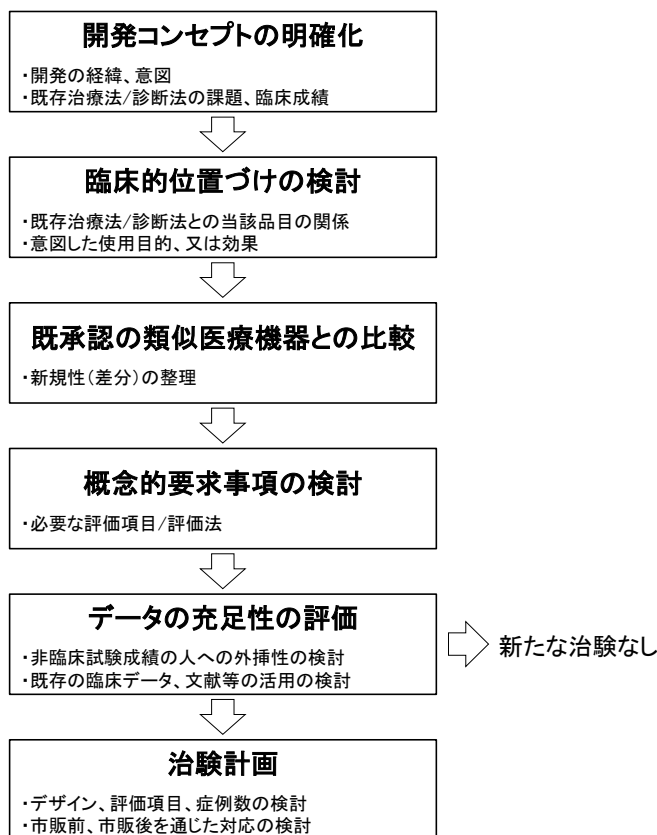 開発コンセプトの明確化
・開発の経緯、意図
・既存治療法/診断法の課題、臨床成績
臨床的位置づけの検討
・既存治療法/診断法との当該品目の関係
・意図した使用目的、又は効果
既承認の類似医療機器との比較
・新規性(差分)の整理
概念的要求事項の検討
・必要な評価項目/評価法
データの充足性の評価
・非臨床試験成績の人への外挿性の検討
・既存の臨床データ、文献等の活用の検討
新たな治験なし
治験計画
・デザイン、評価項目、症例数の検討
・市販前、市販後を通じた対応の検討